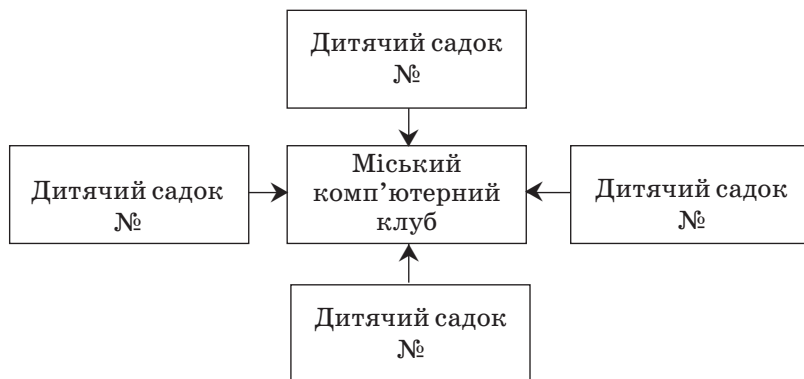 Дитячий садок
№
Дитячий садок
№
Міський
комп’ютерний
клуб
Дитячий садок
№
Дитячий садок
№